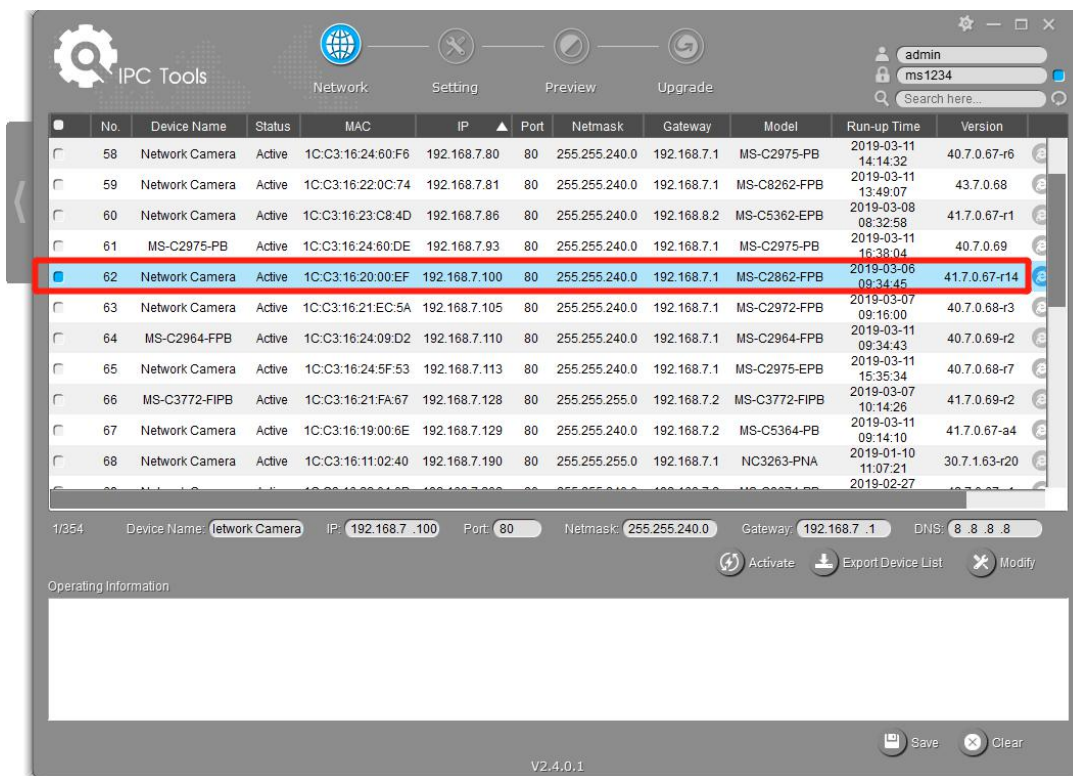 IPC Tools
Network Setting Preview Upgrade
admin
ms1234
Search here...
No. Device Name Status MAC IP Port Netmask Gateway Model Run-up Time Version
58 Network Camera Active 1C:C3:16:24:60:F6 192.168.7.80 80 255.255.240.0 192.168.7.1 MS-C2975-PB 2019-03-11 14:14:32 40.7.0.67-r6
59 Network Camera Active 1C:C3:16:22:0C:74 192.168.7.81 80 255.255.240.0 192.168.7.1 MS-C8262-FPB 2019-03-11 13:49:07 43.7.0.68
60 Network Camera Active 1C:C3:16:23:C8:4D 192.168.7.86 80 255.255.240.0 192.168.8.2 MS-C5362-EPB 2019-03-08 08:32:58 41.7.0.67-r1
61 MS-C2975-PB Active 1C:C3:16:24:60:DE 192.168.7.93 80 255.255.240.0 192.168.7.1 MS-C2975-PB 2019-03-11 16:38:04 40.7.0.69
62 Network Camera Active 1C:C3:16:20:00:EF 192.168.7.100 80 255.255.240.0 192.168.7.1 MS-C2862-FPB 2019-03-06 09:34:45 41.7.0.67-r14
63 Network Camera Active 1C:C3:16:21:EC:5A 192.168.7.105 80 255.255.240.0 192.168.7.1 MS-C2972-FPB 2019-03-07 09:16:00 40.7.0.68-r3
64 MS-C2964-FPB Active 1C:C3:16:24:09:D2 192.168.7.110 80 255.255.240.0 192.168.7.1 MS-C2964-FPB 2019-03-11 09:34:43 40.7.0.69-r2
65 Network Camera Active 1C:C3:16:24:5F:53 192.168.7.113 80 255.255.240.0 192.168.7.1 MS-C2975-EPB 2019-03-11 15:35:34 40.7.0.68-r7
66 MS-C3772-FIPB Active 1C:C3:16:21:FA:67 192.168.7.128 80 255.255.255.0 192.168.7.2 MS-C3772-FIPB 2019-03-07 10:14:26 41.7.0.69-r2
67 Network Camera Active 1C:C3:16:19:00:6E 192.168.7.129 80 255.255.240.0 192.168.7.2 MS-C5364-PB 2019-03-11 09:14:10 41.7.0.67-a4
68 Network Camera Active 1C:C3:16:11:02:40 192.168.7.190 80 255.255.255.0 192.168.7.1 NC3263-PNA 2019-01-10 11:07:21 30.7.1.63-r20
2019-02-27
1/354 Device Name: letwork Camera IP: 192.168.7 .100 Port: 80 Netmask: 255.255.240.0 Gateway: 192.168.7 .1 DNS: 8 .8 .8 .8
Activate Export Device List Modify
Operating Information
Save Clear
V2.4.0.1